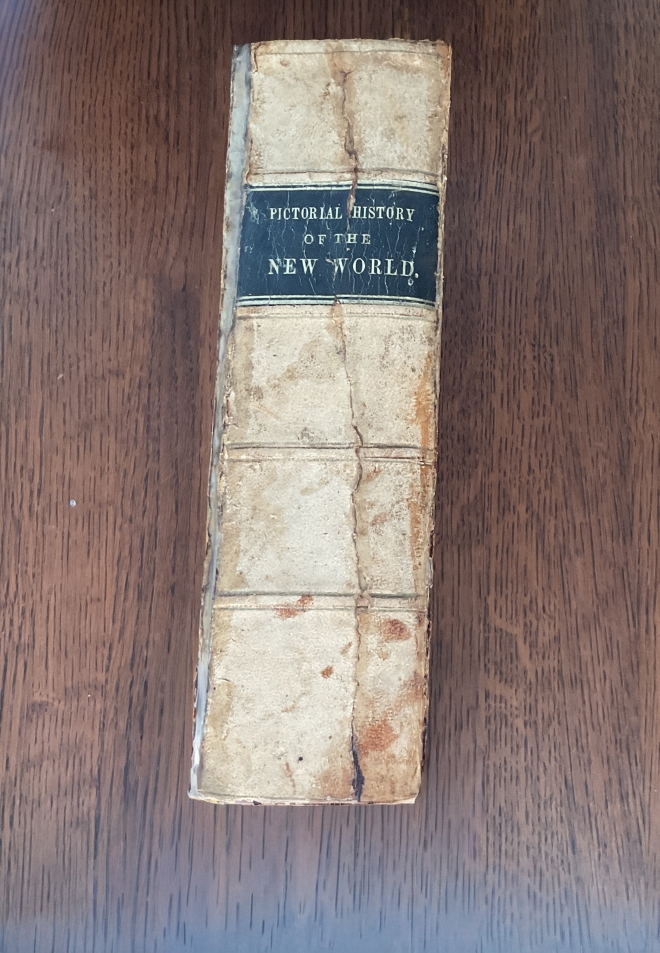 PICTORIAL HISTORY
OF THE
NEW WORLD.